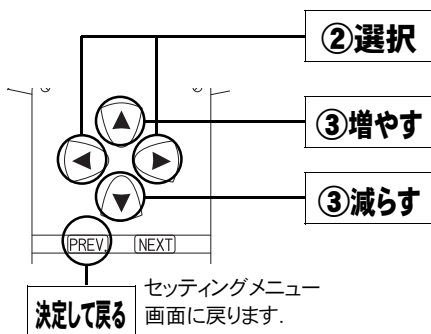 ②選択
③増やす
③減らす
PREV.
NEXT
決定して戻る
セッティングメニュー
画面に戻ります.